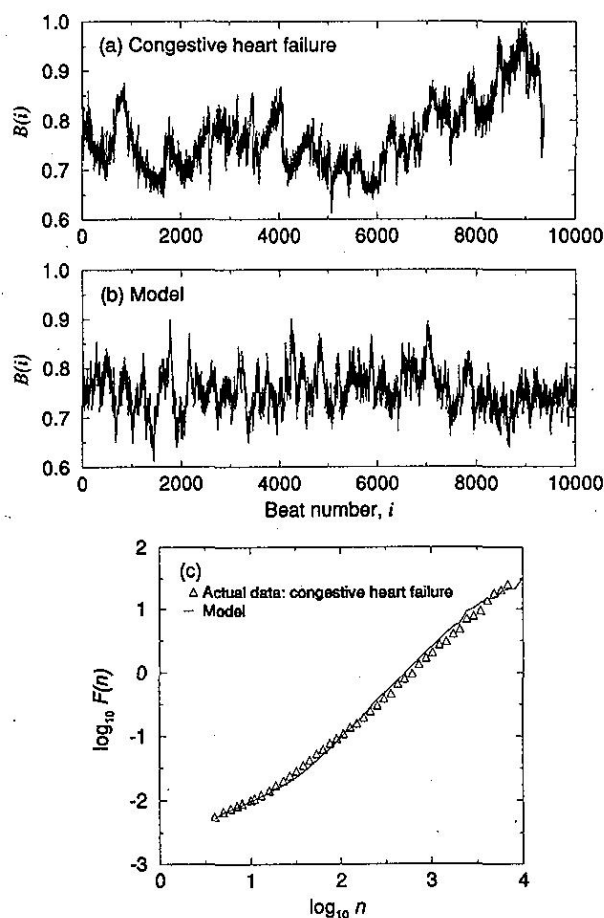 (a) Congestive heart failure
B(i)
1.0
0.9
0.8
0.7
0.6
0 2000 4000 6000 8000 10000
(b) Model
B(i)
1.0
0.9
0.8
0.7
0.6
0 2000 4000 6000 8000 10000
Beat number, i
(c)
△ Actual data: congestive heart failure
— Model
log₁₀ F(n)
2
1
0
-1
-2
-3
0 1 2 3 4
log₁₀ n